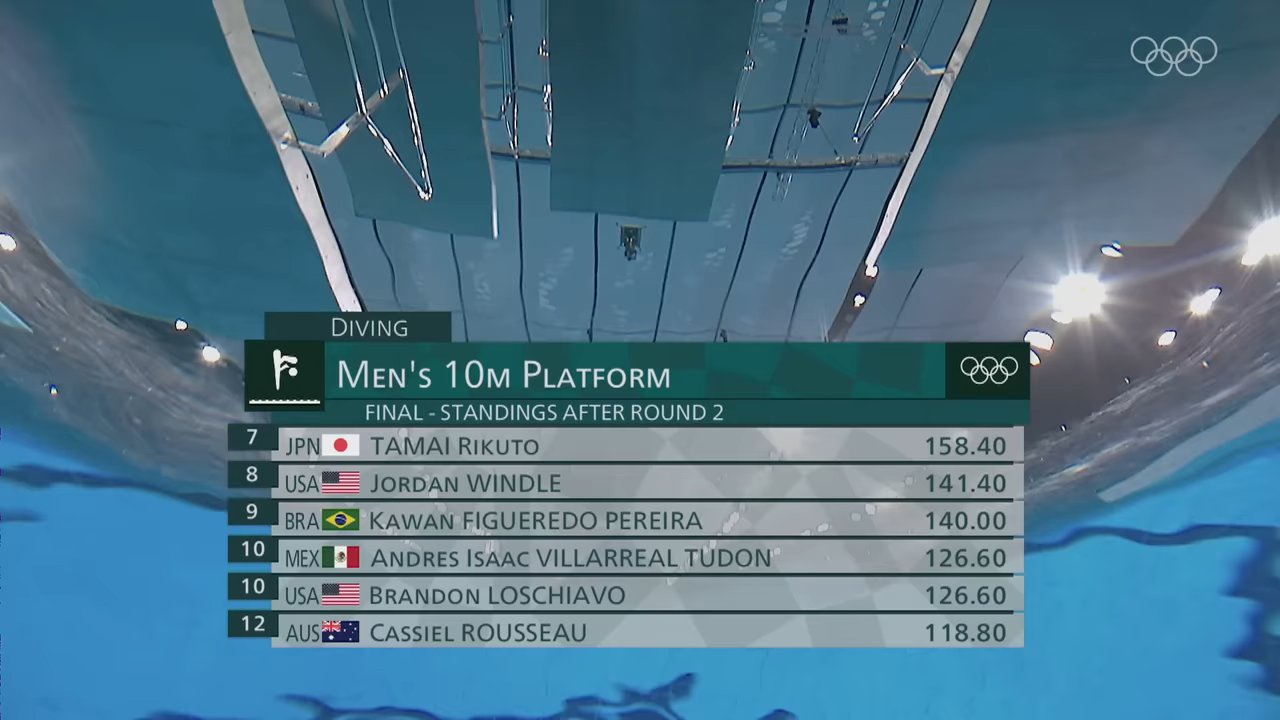 DIVING
MEN'S 10M PLATFORM
FINAL - STANDINGS AFTER ROUND 2
7 JPN TAMAI RIKUTO 158.40
8 USA JORDAN WINDLE 141.40
9 BRA KAWAN FIGUEREDO PEREIRA 140.00
10 MEX ANDRES ISAAC VILLARREAL TUDON 126.60
10 USA BRANDON LOSCHIAVO 126.60
12 AUS CASSIEL ROUSSEAU 118.80